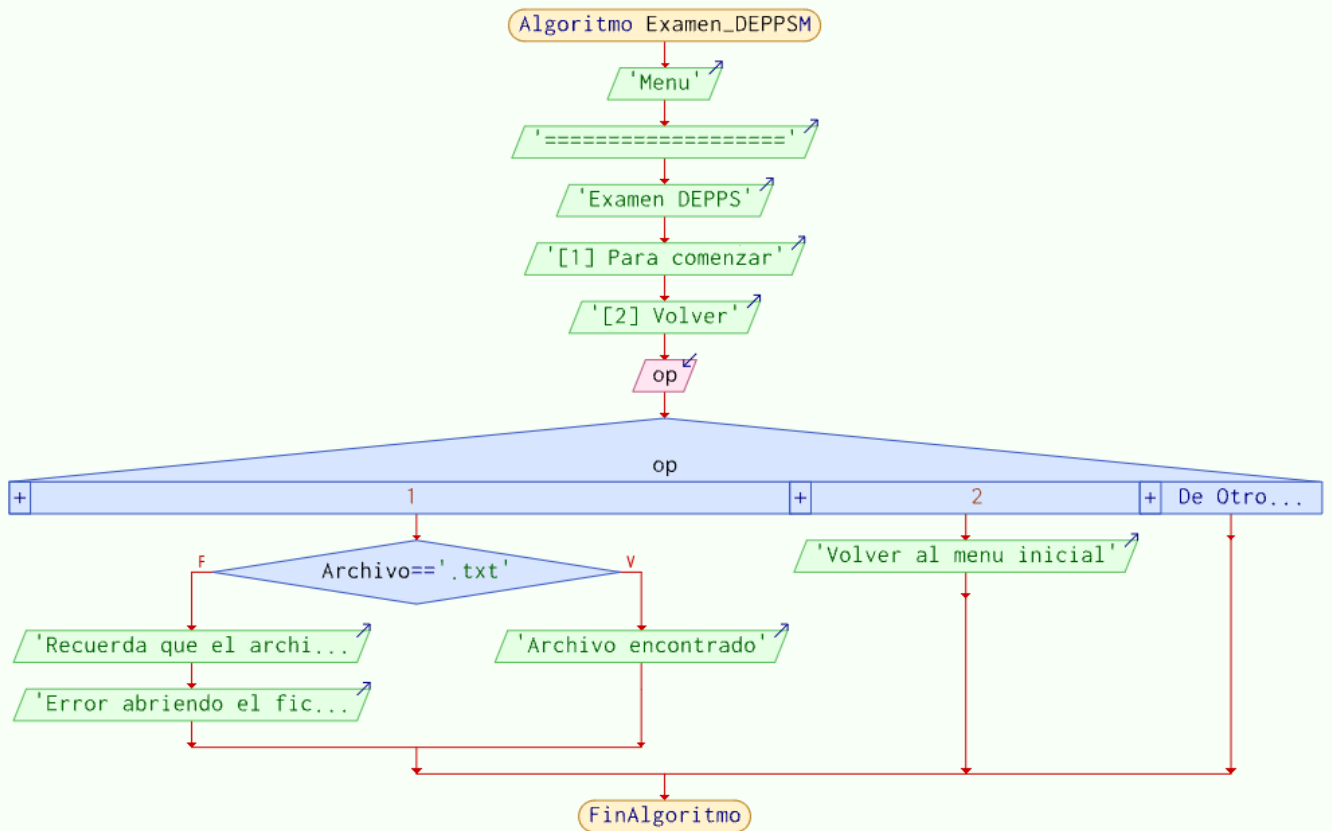 Algoritmo Examen_DEPPSM
'Menu'
'==================='
'Examen DEPPS'
'[1] Para comenzar'
'[2] Volver'
op
op
+ 1 + 2 + De Otro...
'Volver al menu inicial'
F Archivo=='.txt' V
'Recuerda que el archi... 'Archivo encontrado'
'Error abriendo el fic...
FinAlgoritmo